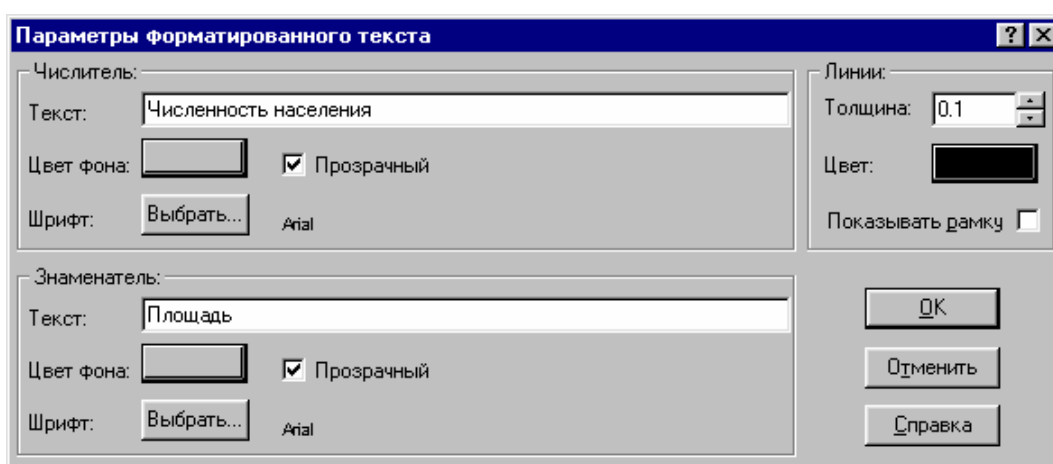 Параметры форматированного текста
Числитель:
Текст: Численность населения
Цвет фона: Прозрачный
Шрифт: Выбрать... Arial
Линии:
Толщина: 0.1
Цвет:
Показывать рамку
Знаменатель:
Текст: Площадь
Цвет фона: Прозрачный
Шрифт: Выбрать... Arial
OK
Отменить
Справка